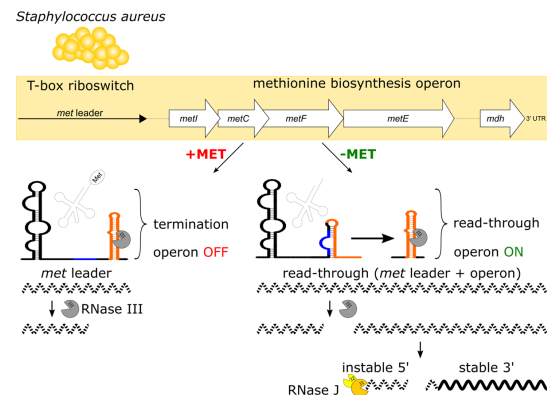 Staphylococcus aureus
T-box riboswitch
methionine biosynthesis operon
met leader
metI
metC
metF
metE
mdh
3' UTR
+MET
-MET
Met
termination
operon OFF
read-through
operon ON
met leader
read-through (met leader + operon)
RNase III
instable 5'
stable 3'
RNase J